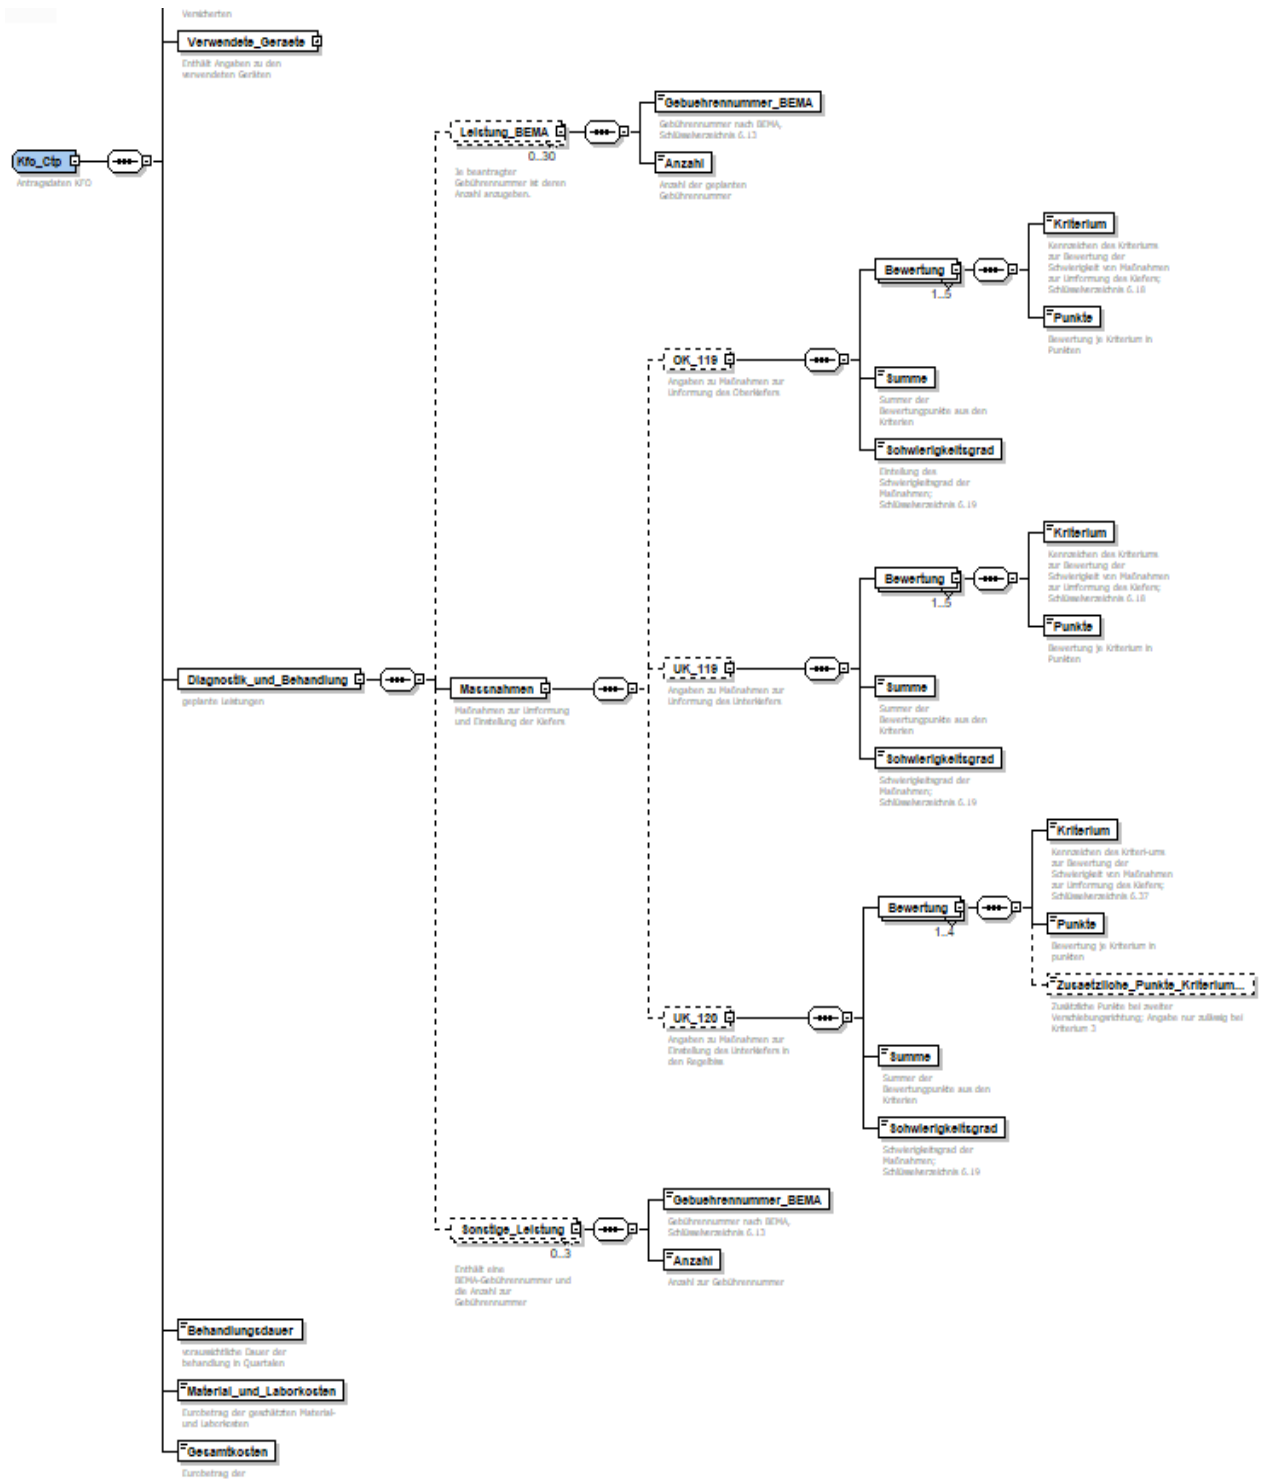 Versicherten
Verwendete_Geraete
Enthält Angaben zu den
verwendeten Geräten
Gebuehrennummer_BEMA
Gebührennummer nach BEMA,
Schlüsselverzeichnis 6.13
Leistung_BEMA
0..30
Je beantragter
Gebührennummer ist deren
Anzahl anzugeben.
Anzahl
Anzahl der geplanten
Gebührennummer
Kfo_Ctp
Antragsdaten KFO
Kriterium
Kennzeichen des Kriteriums
zur Bewertung der
Schwierigkeit von Maßnahmen
zur Umformung des Kiefers;
Schlüsselverzeichnis 6.18
Bewertung
1..5
Punkte
Bewertung je Kriterium in
Punkten
OK_119
Angaben zu Maßnahmen zur
Unformung des Oberkiefers
Summe
Summer der
Bewertungpunkte aus den
Kriterien
Schwierigkeitsgrad
Einteilung des
Schwierigkeitsgrad der
Maßnahmen;
Schlüsselverzeichnis 6.19
Kriterium
Kennzeichen des Kriteriums
zur Bewertung der
Schwierigkeit von Maßnahmen
zur Umformung des Kiefers;
Schlüsselverzeichnis 6.18
Bewertung
1..5
Punkte
Bewertung je Kriterium in
Punkten
UK_119
Angaben zu Maßnahmen zur
Unformung des Unterkiefers
Summe
Summer der
Bewertungpunkte aus den
Kriterien
Schwierigkeitsgrad
Schwierigkeitsgrad der
Maßnahmen;
Schlüsselverzeichnis 6.19
Diagnostik_und_Behandlung
geplante Leistungen
Massnahmen
Maßnahmen zur Umformung
und Einstellung der Kiefers
Kriterium
Kennzeichen des Kriteri-ums
zur Bewertung der
Schwierigkeit von Maßnahmen
zur Umformung des Kiefers;
Schlüsselverzeichnis 6.37
Bewertung
1..4
Punkte
Bewertung je Kriterium in
punkten
Zusaetzliche_Punkte_Kriterium...
Zusätzliche Punkte bei zweiter
Verschiebungsrichtung; Angabe nur zulässig bei
Kriterium 3
UK_120
Angaben zu Maßnahmen zur
Einstellung des Unterkiefers in
den Regelbiss
Summe
Summer der
Bewertungpunkte aus den
Kriterien
Schwierigkeitsgrad
Schwierigkeitsgrad der
Maßnahmen;
Schlüsselverzeichnis 6.19
Gebuehrennummer_BEMA
Gebührennummer nach BEMA,
Schlüsselverzeichnis 6.13
Sonstige_Leistung
0..3
Enthält eine
BEMA-Gebührennummer und
die Anzahl zur
Gebührennummer
Anzahl
Anzahl zur Gebührennummer
Behandlungsdauer
voraussichtliche Dauer der
behandlung in Quartalen
Material_und_Laborkosten
Eurobetrag der geschätzten Material-
und Laborkosten
Gesamtkosten
Eurobetrag der